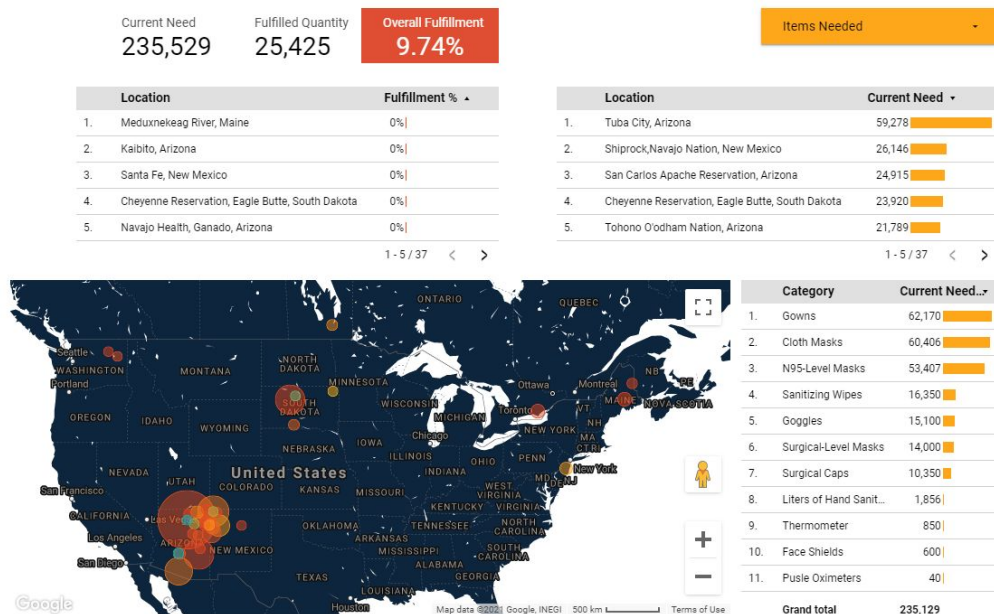 Current Need
Fulfilled Quantity
Overall Fulfillment
235,529
25,425
9.74%
Items Needed
Location Fulfillment %
1. Meduxnekeag River, Maine 0%
2. Kaibito, Arizona 0%
3. Santa Fe, New Mexico 0%
4. Cheyenne Reservation, Eagle Butte, South Dakota 0%
5. Navajo Health, Ganado, Arizona 0%
1 - 5 / 37
Location Current Need
1. Tuba City, Arizona 59,278
2. Shiprock,Navajo Nation, New Mexico 26,146
3. San Carlos Apache Reservation, Arizona 24,915
4. Cheyenne Reservation, Eagle Butte, South Dakota 23,920
5. Tohono O'odham Nation, Arizona 21,789
1 - 5 / 37
ONTARIO
QUEBEC
Seattle
WASHINGTON
Portland
MONTANA
NORTH
DAKOTA
MINNESOTA
Ottawa
Montreal
NB
PE
MAINE
NOVA SCOTIA
OREGON
IDAHO
SOUTH
DAKOTA
WISCONSIN
MICHIGAN
Toronto
VT
NH
WYOMING
NEW YORK
MA
CT RI
Chicago
IOWA
NEBRASKA
ILLINOIS
INDIANA
OHIO
PENN
New York
NJ
MD
DE
NEVADA
UTAH
COLORADO
United States
KANSAS
MISSOURI
WEST
VIRGINIA
KENTUCKY
VIRGINIA
San Francisco
CALIFORNIA
Las Ve
Los Angeles
ARIZO
NEW MEXICO
OKLAHOMA
TENNESSEE
NORTH
CAROLINA
ARKANSAS
MISSISSIPPI
SOUTH
CAROLINA
San Diego
ALABAMA
TEXAS
GEORGIA
LOUISIANA
Houston
Google
Map data ©2021 Google, INEGI
500 km
Terms of Use
Category Current Need...
1. Gowns 62,170
2. Cloth Masks 60,406
3. N95-Level Masks 53,407
4. Sanitizing Wipes 16,350
5. Goggles 15,100
6. Surgical-Level Masks 14,000
7. Surgical Caps 10,350
8. Liters of Hand Sanit... 1,856
9. Thermometer 850
10. Face Shields 600
11. Pusle Oximeters 40
Grand total 235,129